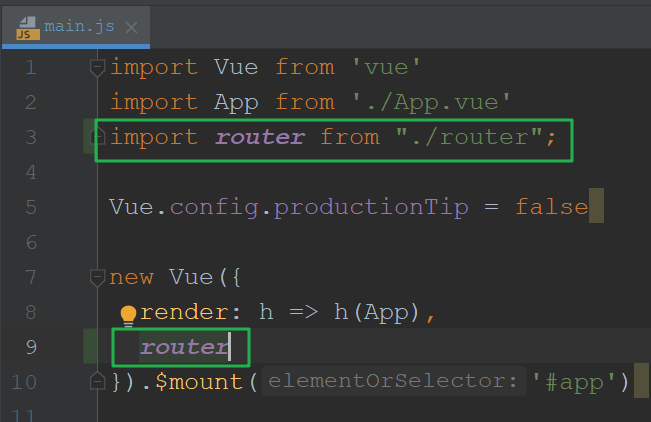 main.js
JS
1 import Vue from 'vue'
2 import App from './App.vue'
3 import router from "./router";
4
5 Vue.config.productionTip = false
6
7 new Vue({
8 render: h => h(App),
9 router
10 }).$mount( elementOrSelector: '#app')
11